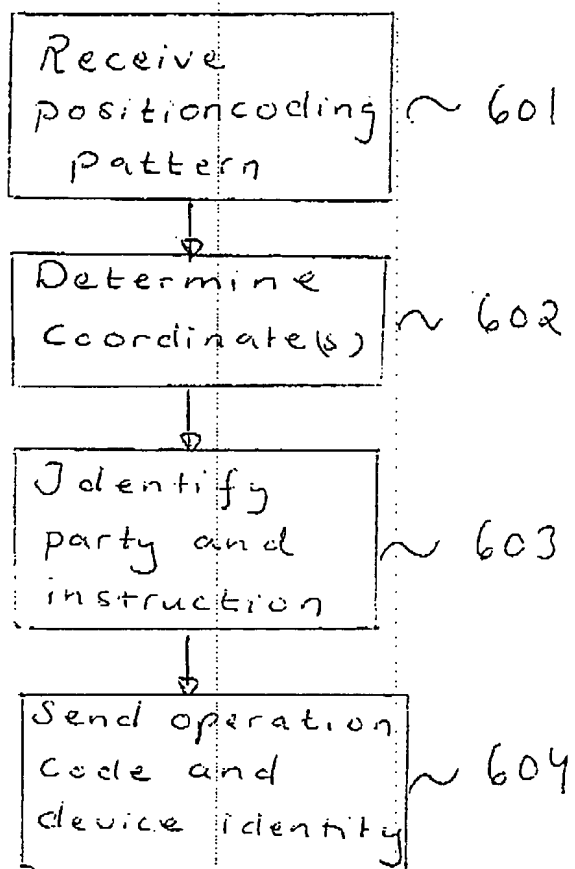 Receive
positioncoding
pattern
~ 601
Determine
Coordinate(s)
~ 602
Identify
party and
instruction
~ 603
Send operation
Code and
device identity
~ 604